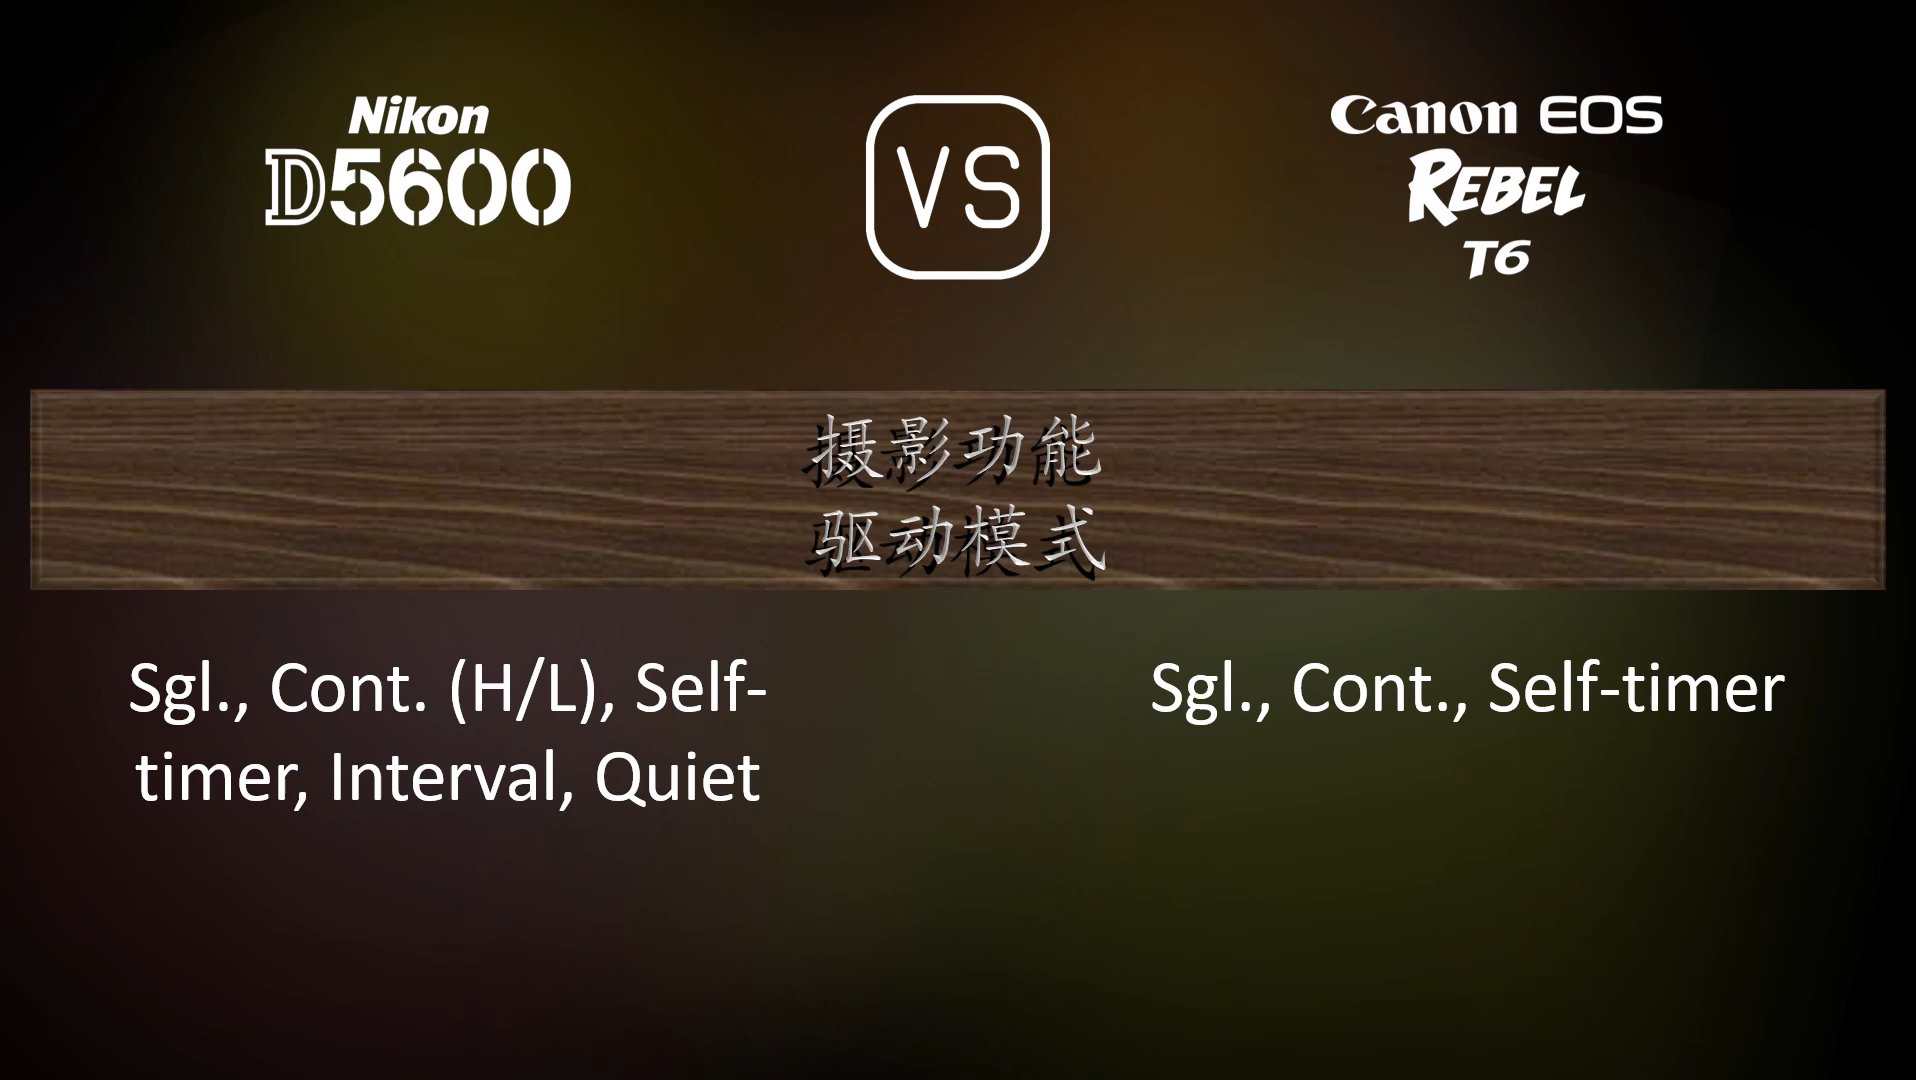 Nikon
D5600
VS
Canon EOS
REBEL
T6
摄影功能
驱动模式
Sgl., Cont. (H/L), Self-
timer, Interval, Quiet
Sgl., Cont., Self-timer